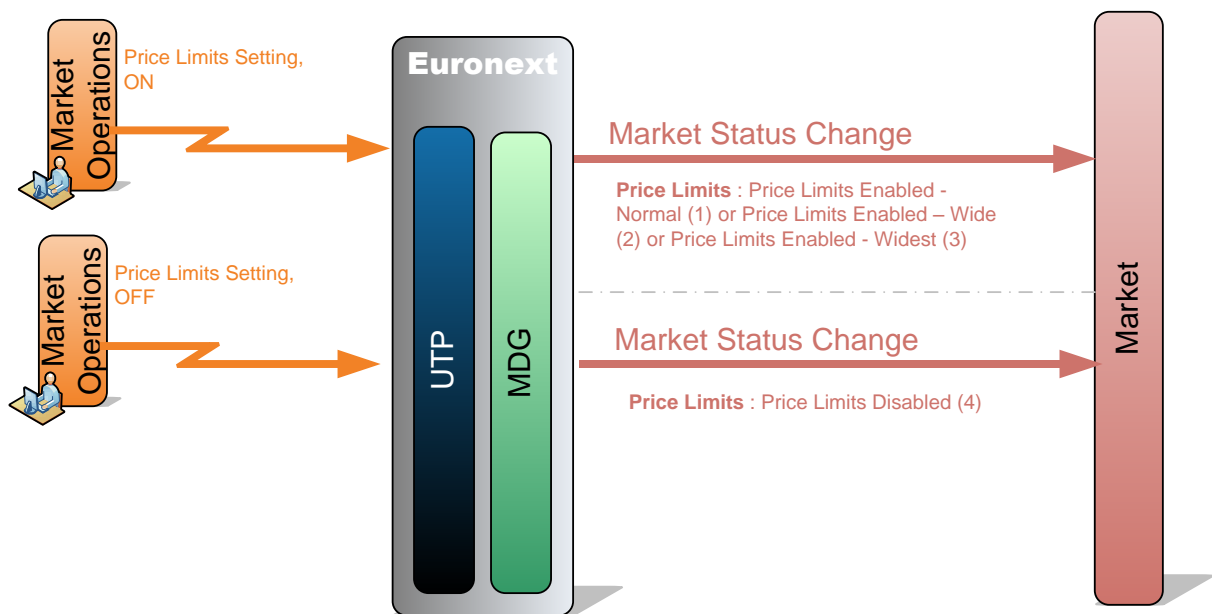 Market
Operations
Price Limits Setting,
ON
Euronext
UTP
MDG
Market Status Change
Price Limits : Price Limits Enabled -
Normal (1) or Price Limits Enabled – Wide
(2) or Price Limits Enabled - Widest (3)
Market
Market
Operations
Price Limits Setting,
OFF
Market Status Change
Price Limits : Price Limits Disabled (4)